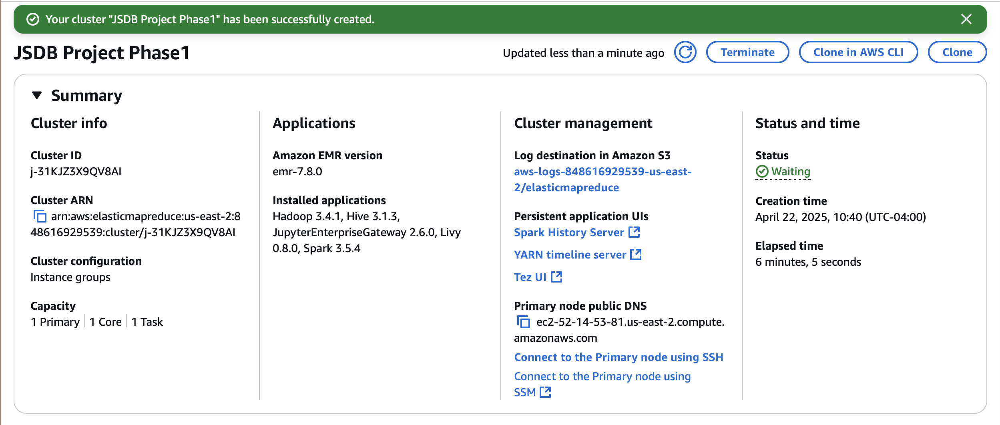 Your cluster "JSDB Project Phase1" has been successfully created.
JSDB Project Phase1
Updated less than a minute ago
Terminate
Clone in AWS CLI
Clone
Summary
Cluster info
Cluster ID
j-31KJZ3X9QV8AI
Cluster ARN
arn:aws:elasticmapreduce:us-east-2:8
48616929539:cluster/j-31KJZ3X9QV8AI
Cluster configuration
Instance groups
Capacity
1 Primary 1 Core 1 Task
Applications
Amazon EMR version
emr-7.8.0
Installed applications
Hadoop 3.4.1, Hive 3.1.3,
JupyterEnterpriseGateway 2.6.0, Livy
0.8.0, Spark 3.5.4
Cluster management
Log destination in Amazon S3
aws-logs-848616929539-us-east-
2/elasticmapreduce
Persistent application UIs
Spark History Server
YARN timeline server
Tez UI
Primary node public DNS
ec2-52-14-53-81.us-east-2.compute.
amazonaws.com
Connect to the Primary node using SSH
Connect to the Primary node using
SSM
Status and time
Status
Waiting
Creation time
April 22, 2025, 10:40 (UTC-04:00)
Elapsed time
6 minutes, 5 seconds